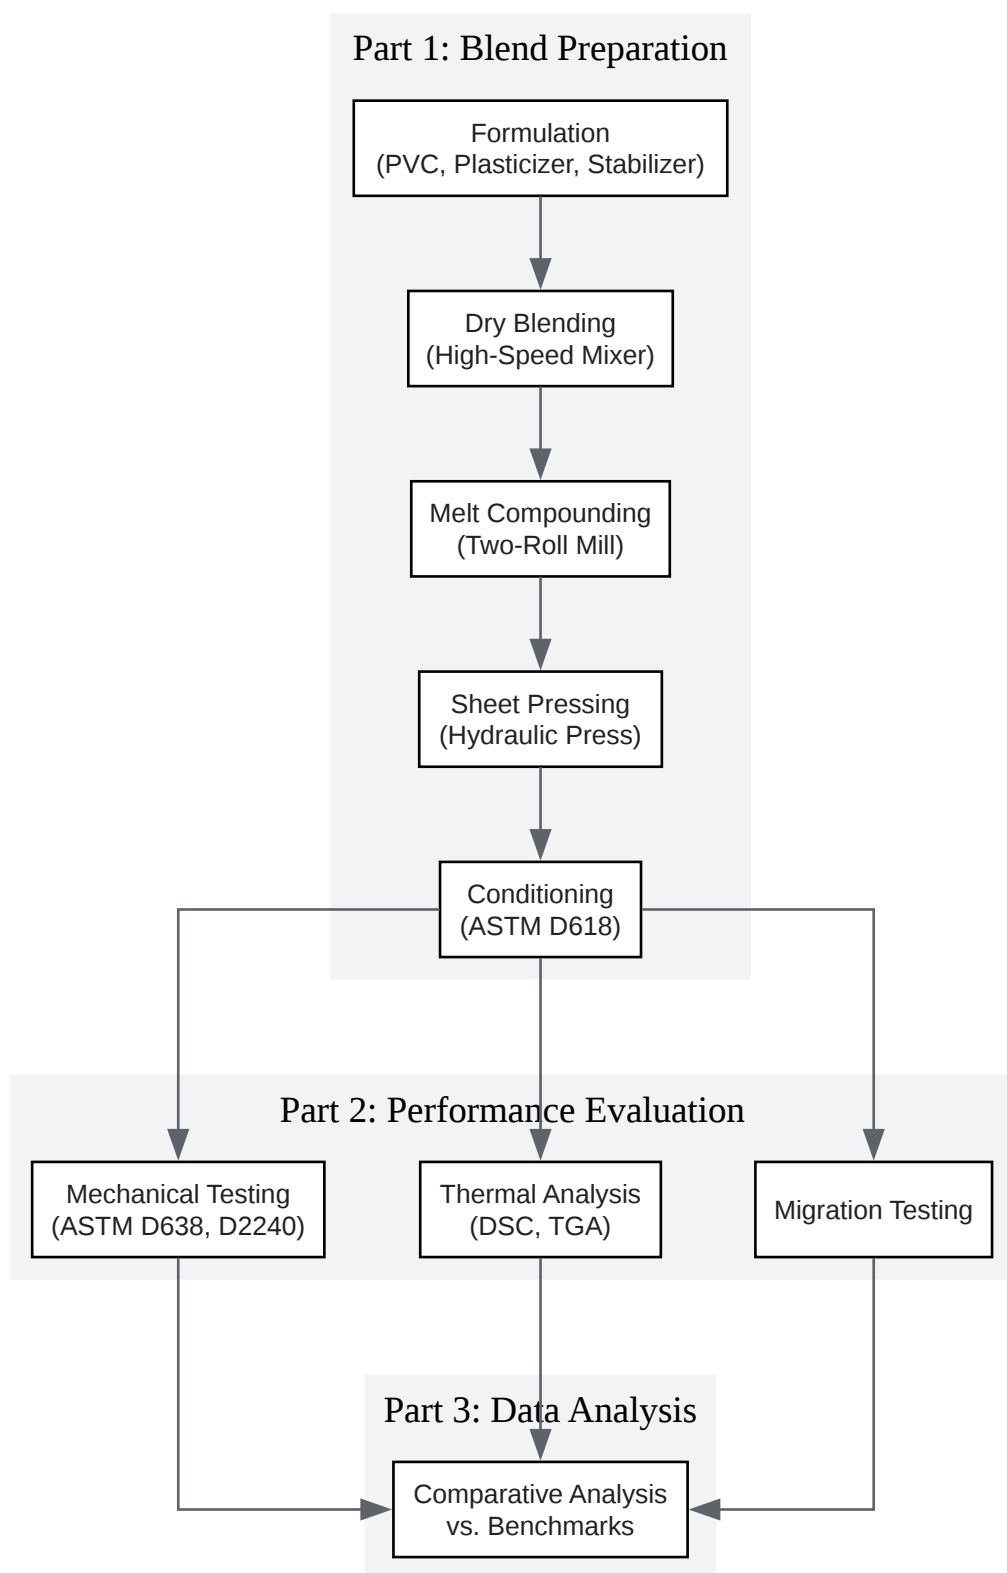 Part 1: Blend Preparation
Formulation
(PVC, Plasticizer, Stabilizer)
Dry Blending
(High-Speed Mixer)
Melt Compounding
(Two-Roll Mill)
Sheet Pressing
(Hydraulic Press)
Conditioning
(ASTM D618)
Part 2: Performance Evaluation
Mechanical Testing
(ASTM D638, D2240)
Thermal Analysis
(DSC, TGA)
Migration Testing
Part 3: Data Analysis
Comparative Analysis
vs. Benchmarks